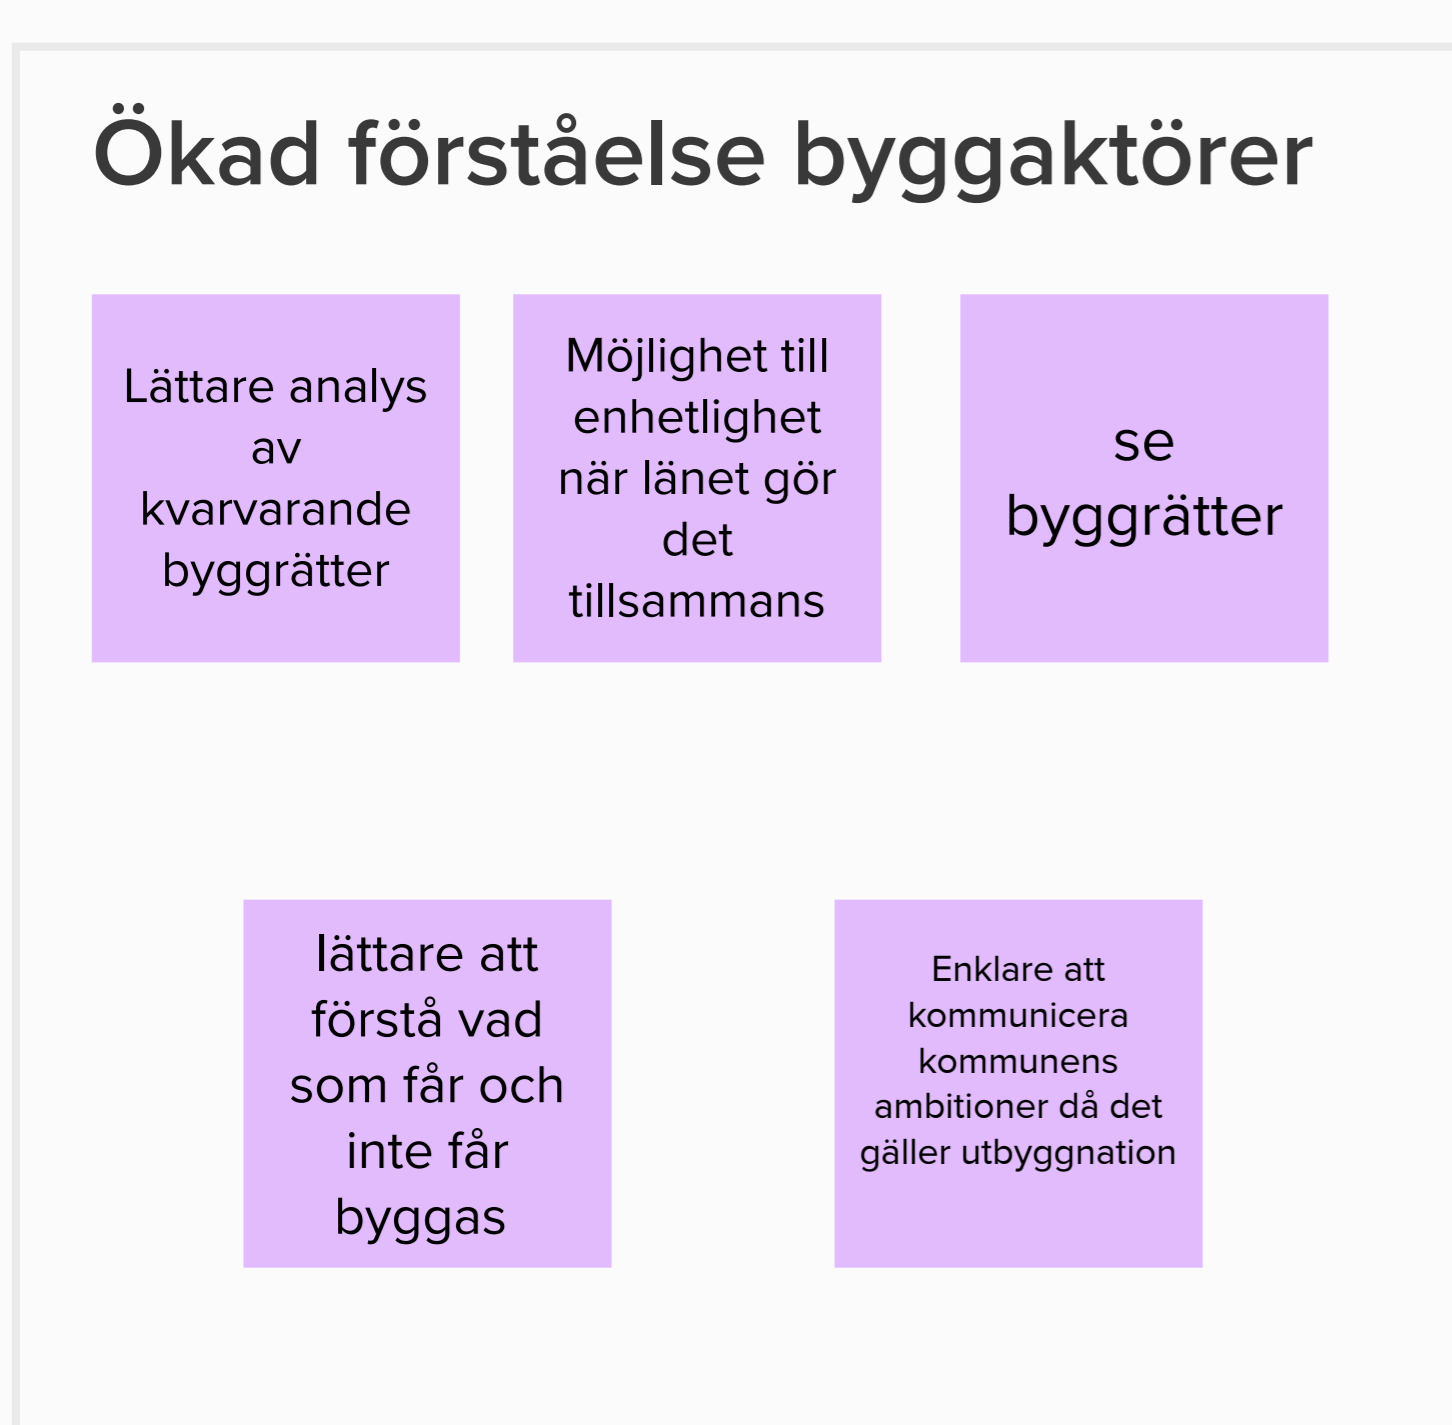 Ökad förståelse byggaktörer
Lättare analys
av
kvarvarande
byggrätter
Möjlighet till
enhetlighet
när länet gör
det
tillsammans
se
byggrätter
lättare att
förstå vad
som får och
inte får
byggas
Enklare att
kommunicera
kommunens
ambitioner då det
gäller utbyggnation